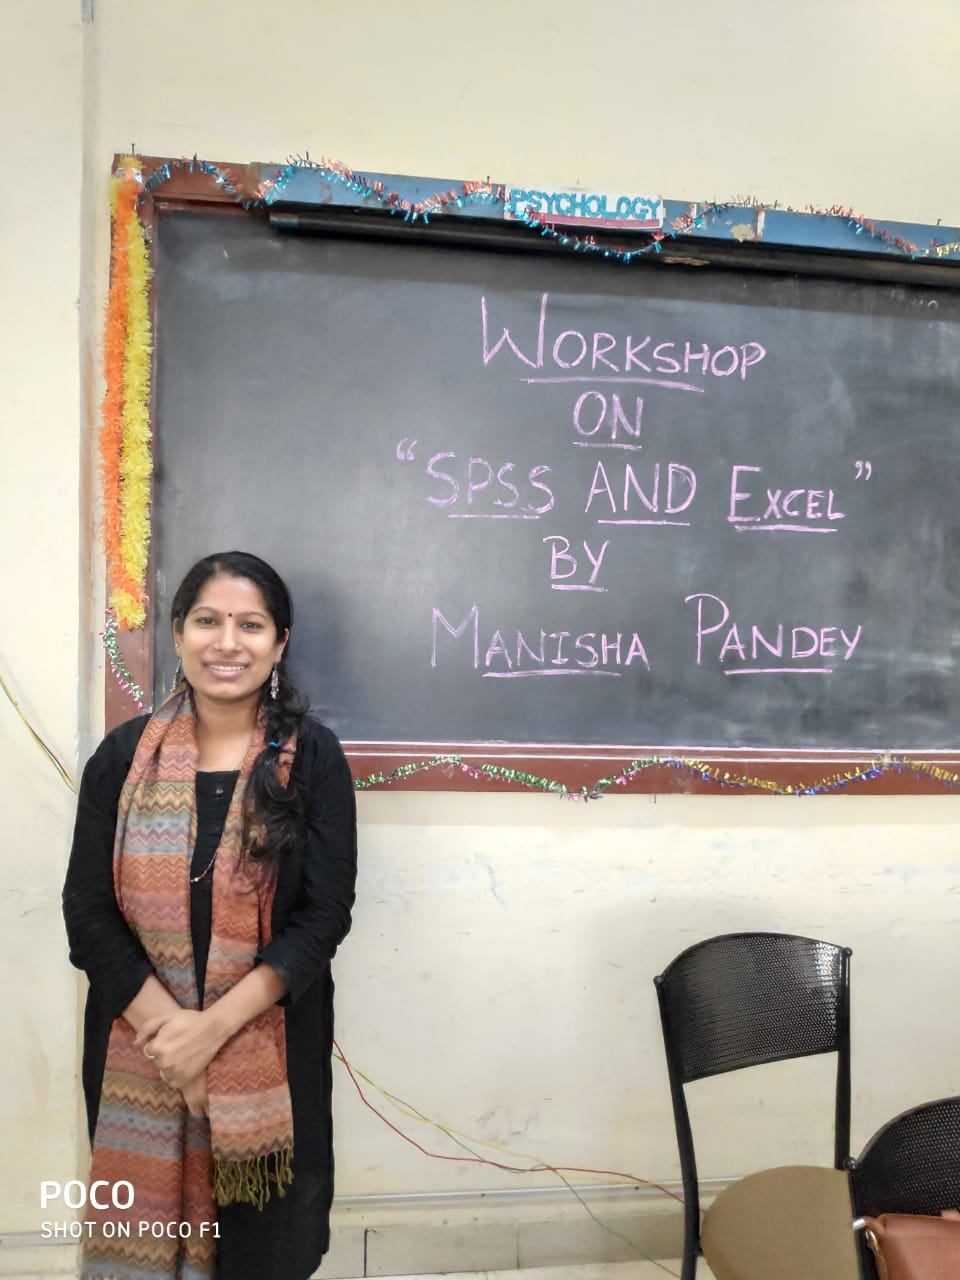 PSYCHOLOGY
WORKSHOP
ON
“SPSS AND EXCEL”
BY
MANISHA PANDEY
POCO
SHOT ON POCO F1